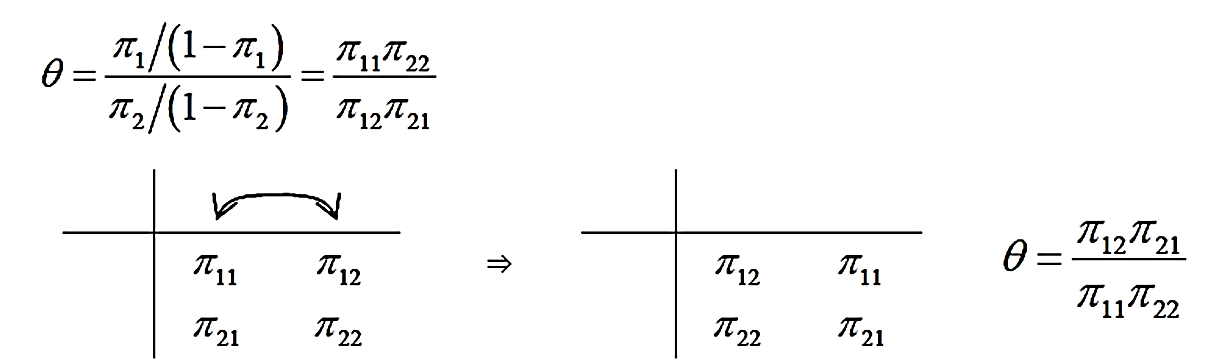 θ = π₁/(1−π₁) / π₂/(1−π₂) = π₁₁π₂₂ / π₁₂π₂₁
π₁₁ π₁₂ ⇒ π₁₂ π₁₁ θ = π₁₂π₂₁ / π₁₁π₂₂
π₂₁ π₂₂ π₂₂ π₂₁